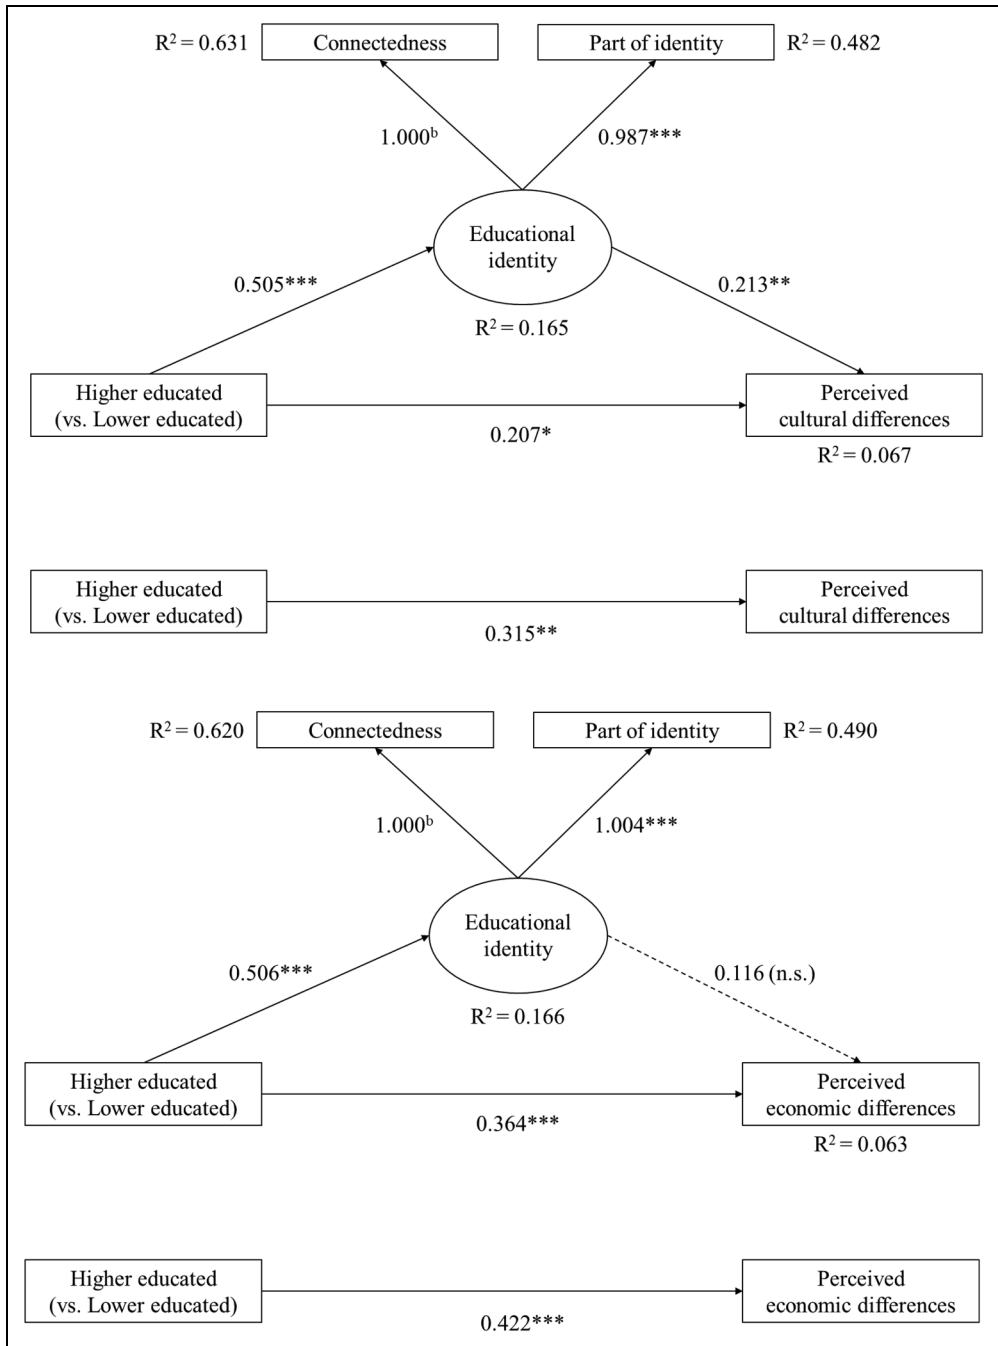 R² = 0.631
Connectedness
Part of identity
R² = 0.482
1.000ᵇ
0.987***
Educational
identity
0.505***
0.213**
R² = 0.165
Higher educated
(vs. Lower educated)
Perceived
cultural differences
0.207*
R² = 0.067
Higher educated
(vs. Lower educated)
Perceived
cultural differences
0.315**
R² = 0.620
Connectedness
Part of identity
R² = 0.490
1.000ᵇ
1.004***
Educational
identity
0.506***
0.116 (n.s.)
R² = 0.166
Higher educated
(vs. Lower educated)
Perceived
economic differences
0.364***
R² = 0.063
Higher educated
(vs. Lower educated)
Perceived
economic differences
0.422***